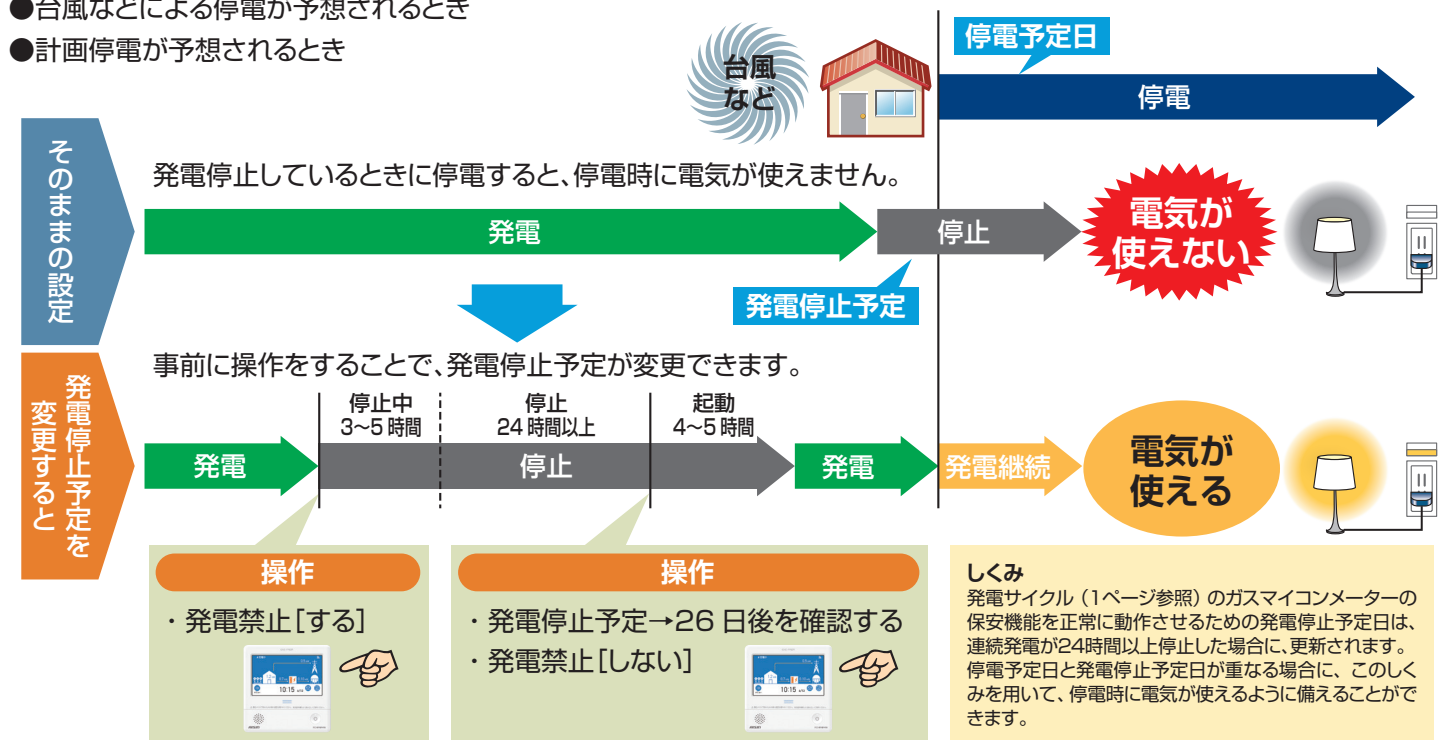 ●台風などによる停電が予想されるとき
●計画停電が予想されるとき
台風
など
停電予定日
停電
そのままの設定
発電停止しているときに停電すると、停電時に電気が使えません。
発電
停止
電気が
使えない
発電停止予定
発電停止予定を
変更すると
事前に操作をすることで、発電停止予定が変更できます。
停止中
3〜5 時間
停止
24 時間以上
起動
4〜5 時間
発電
停止
発電
発電継続
電気が
使える
操作
・発電禁止[する]
10:15
操作
・発電停止予定→26 日後を確認する
・発電禁止[しない]
10:15
しくみ
発電サイクル（1ページ参照）のガスマイコンメーターの
保安機能を正常に動作させるための発電停止予定日は、
連続発電が24時間以上停止した場合に、更新されます。
停電予定日と発電停止予定日が重なる場合に、このしく
みを用いて、停電時に電気が使えるように備えることがで
きます。